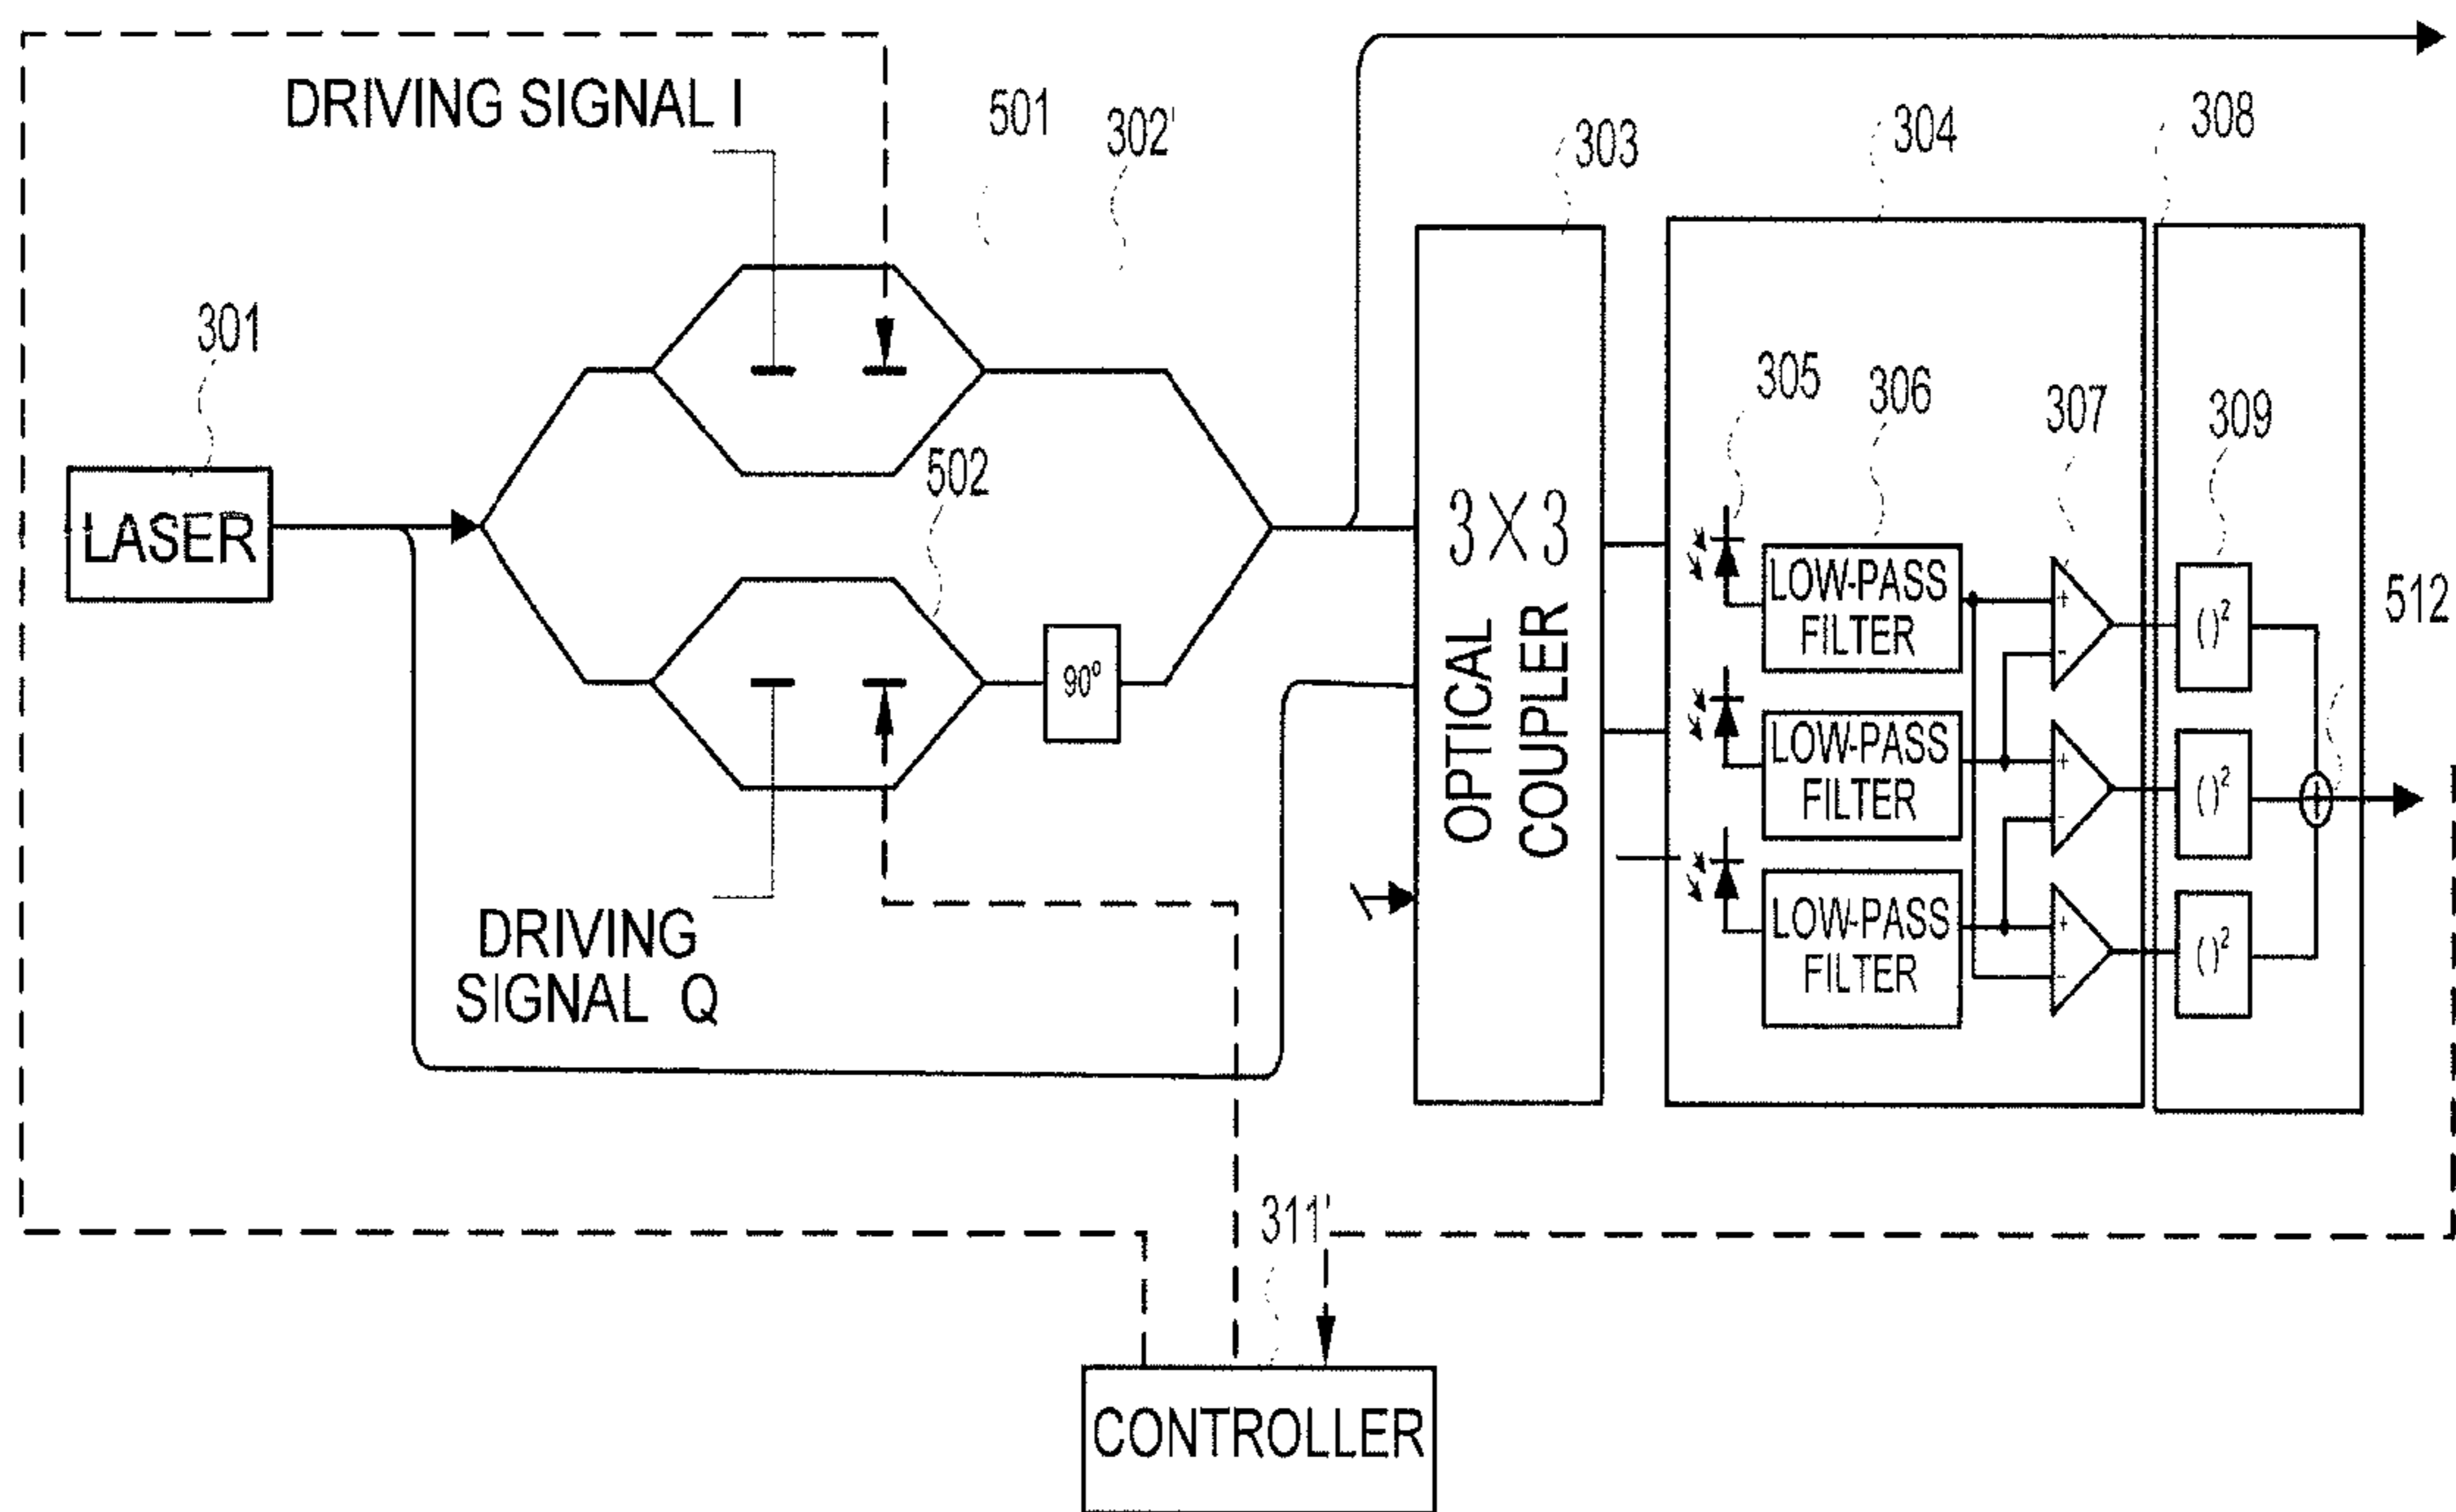 DRIVING SIGNAL I
501
302'
303
304
308
301
LASER
502
90°
DRIVING
SIGNAL Q
3X3
OPTICAL
COUPLER
305
306
307
309
LOW-PASS
FILTER
LOW-PASS
FILTER
LOW-PASS
FILTER
+
-
+
-
+
-
()²
()²
()²
+
512
311'
CONTROLLER